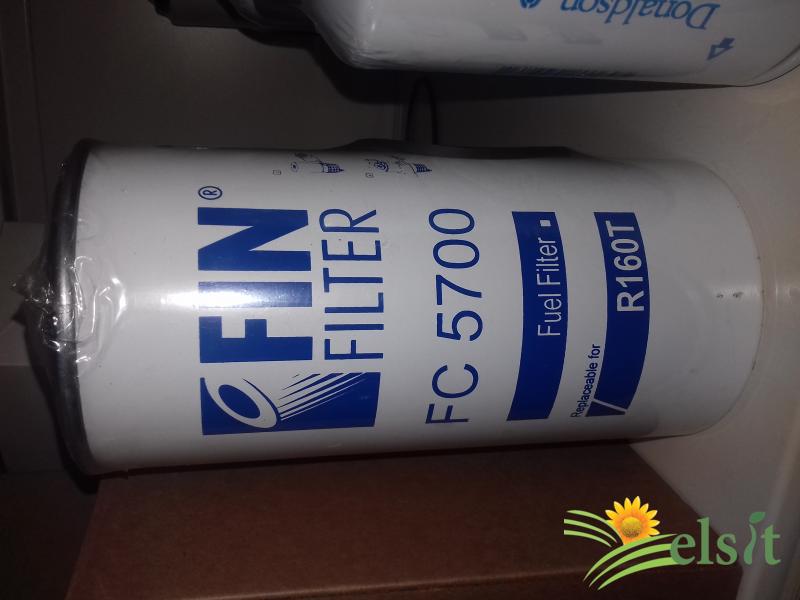 Donaldson
FIN®
FILTER
FC 5700
Fuel Filter
Replaceable for
R160T
elsit